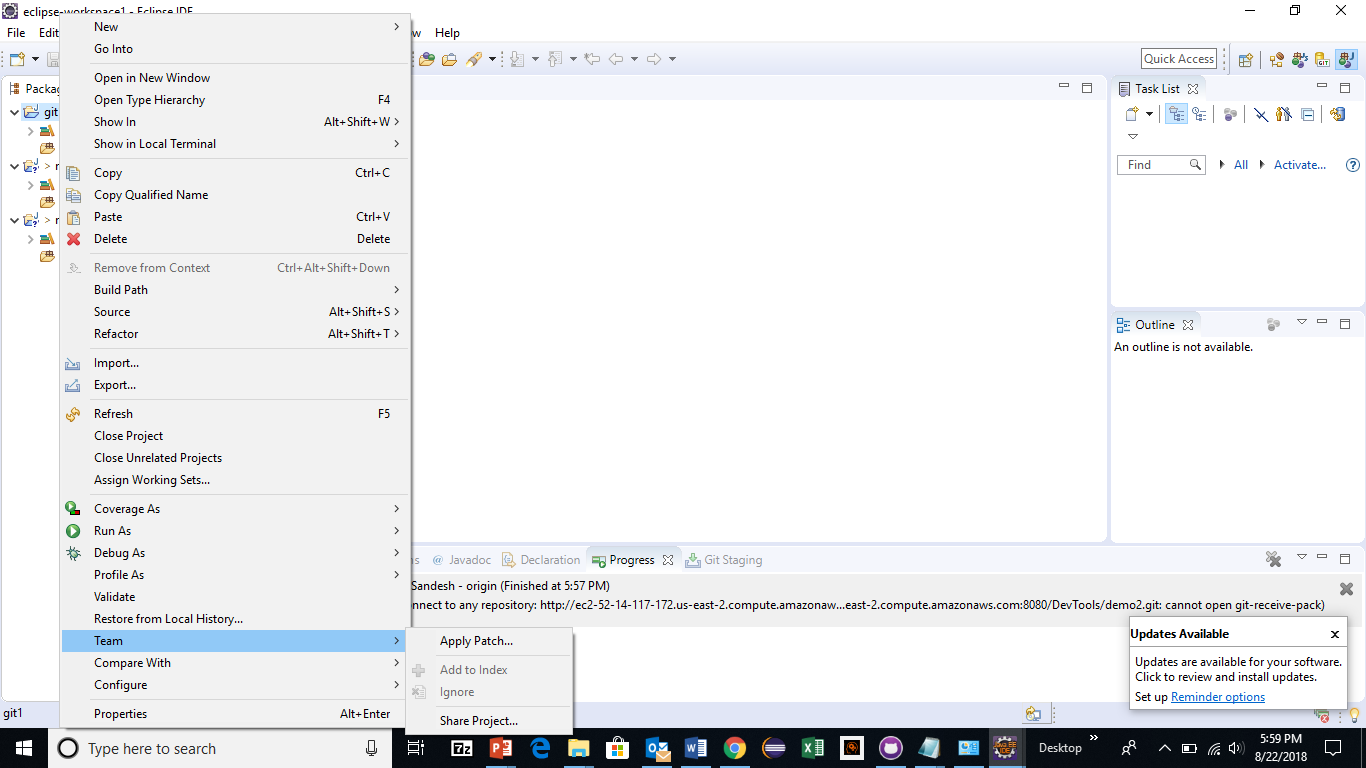 eclipse-workspace1 - Eclipse IDE
File Edit Help
Quick Access
Packa
git
> r
> r
New
Go Into
Open in New Window
Open Type Hierarchy F4
Show In Alt+Shift+W
Show in Local Terminal
Copy Ctrl+C
Copy Qualified Name
Paste Ctrl+V
Delete Delete
Remove from Context Ctrl+Alt+Shift+Down
Build Path
Source Alt+Shift+S
Refactor Alt+Shift+T
Import...
Export...
Refresh F5
Close Project
Close Unrelated Projects
Assign Working Sets...
Coverage As
Run As
Debug As
Profile As
Validate
Restore from Local History...
Team
Compare With
Configure
Properties Alt+Enter
Apply Patch...
Add to Index
Ignore
Share Project...
Task List
Find All Activate...
Outline
An outline is not available.
@ Javadoc Declaration Progress Git Staging
Sandesh - origin (Finished at 5:57 PM)
nnect to any repository: http://ec2-52-14-117-172.us-east-2.compute.amazonaw...east-2.compute.amazonaws.com:8080/DevTools/demo2.git: cannot open git-receive-pack)
Updates Available
Updates are available for your software.
Click to review and install updates.
Set up Reminder options
git1
Type here to search
7z
Desktop
5:59 PM
8/22/2018